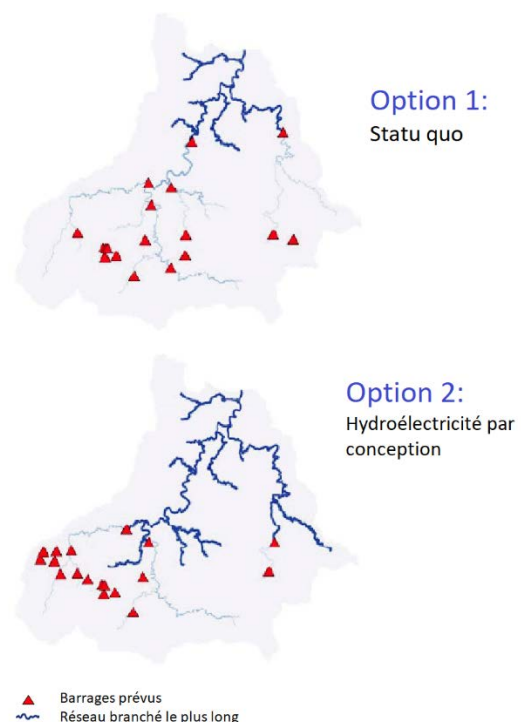 Option 1:
Statu quo
Option 2:
Hydroélectricité par
conception
Barrages prévus
Réseau branché le plus long